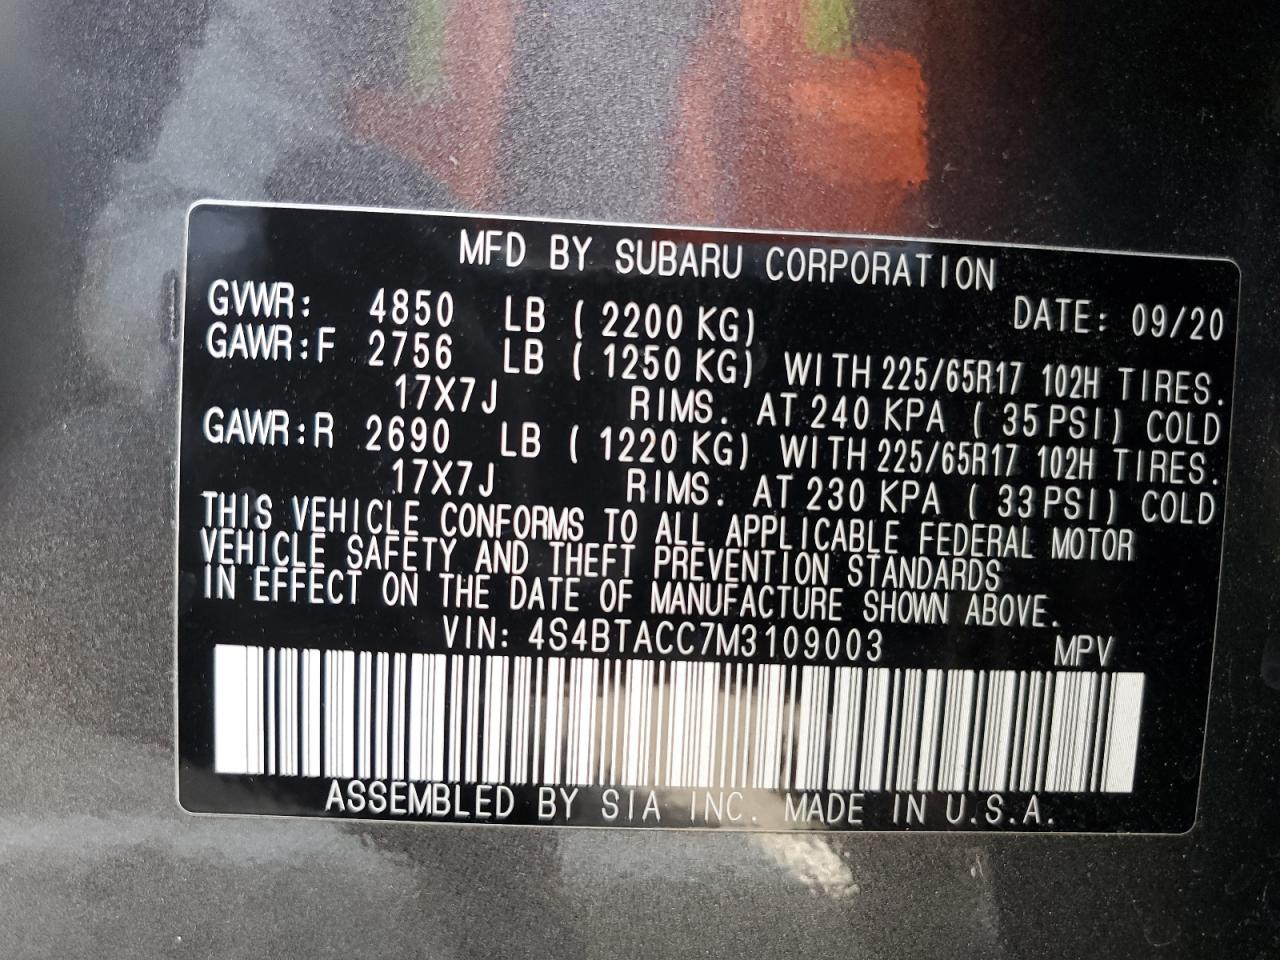 MFD BY SUBARU CORPORATION
GVWR: 4850 LB ( 2200 KG) DATE: 09/20
GAWR:F 2756 LB ( 1250 KG) WITH 225/65R17 102H TIRES.
17X7J RIMS. AT 240 KPA ( 35 PSI) COLD
GAWR:R 2690 LB ( 1220 KG) WITH 225/65R17 102H TIRES.
17X7J RIMS. AT 230 KPA ( 33 PSI) COLD
THIS VEHICLE CONFORMS TO ALL APPLICABLE FEDERAL MOTOR
VEHICLE SAFETY AND THEFT PREVENTION STANDARDS
IN EFFECT ON THE DATE OF MANUFACTURE SHOWN ABOVE.
VIN: 4S4BTACC7M3109003 MPV
ASSEMBLED BY SIA INC. MADE IN U.S.A.